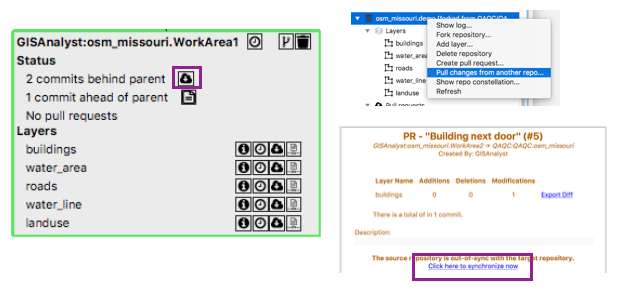 GISAnalyst:osm_missouri.WorkArea1
Status
2 commits behind parent
1 commit ahead of parent
No pull requests
Layers
buildings
water_area
roads
water_line
landuse
osm_missouri.demo (forked from QAQC:QA
Layers
buildings
water_area
roads
water_line
landuse
Pull requests
Show log...
Fork repository...
Add layer...
Delete repository
Create pull request...
Pull changes from another repo...
Show repo constellation...
Refresh
PR - "Building next door" (#5)
GISAnalyst:osm_missouri.WorkArea2 → QAQC:QAQC.osm_missouri
Created By: GISAnalyst
Layer Name Additions Deletions Modifications
buildings 0 0 1 Export Diff
There is a total of in 1 commit.
Description:
The source repository is out-of-sync with the target repository.
Click here to synchronize now